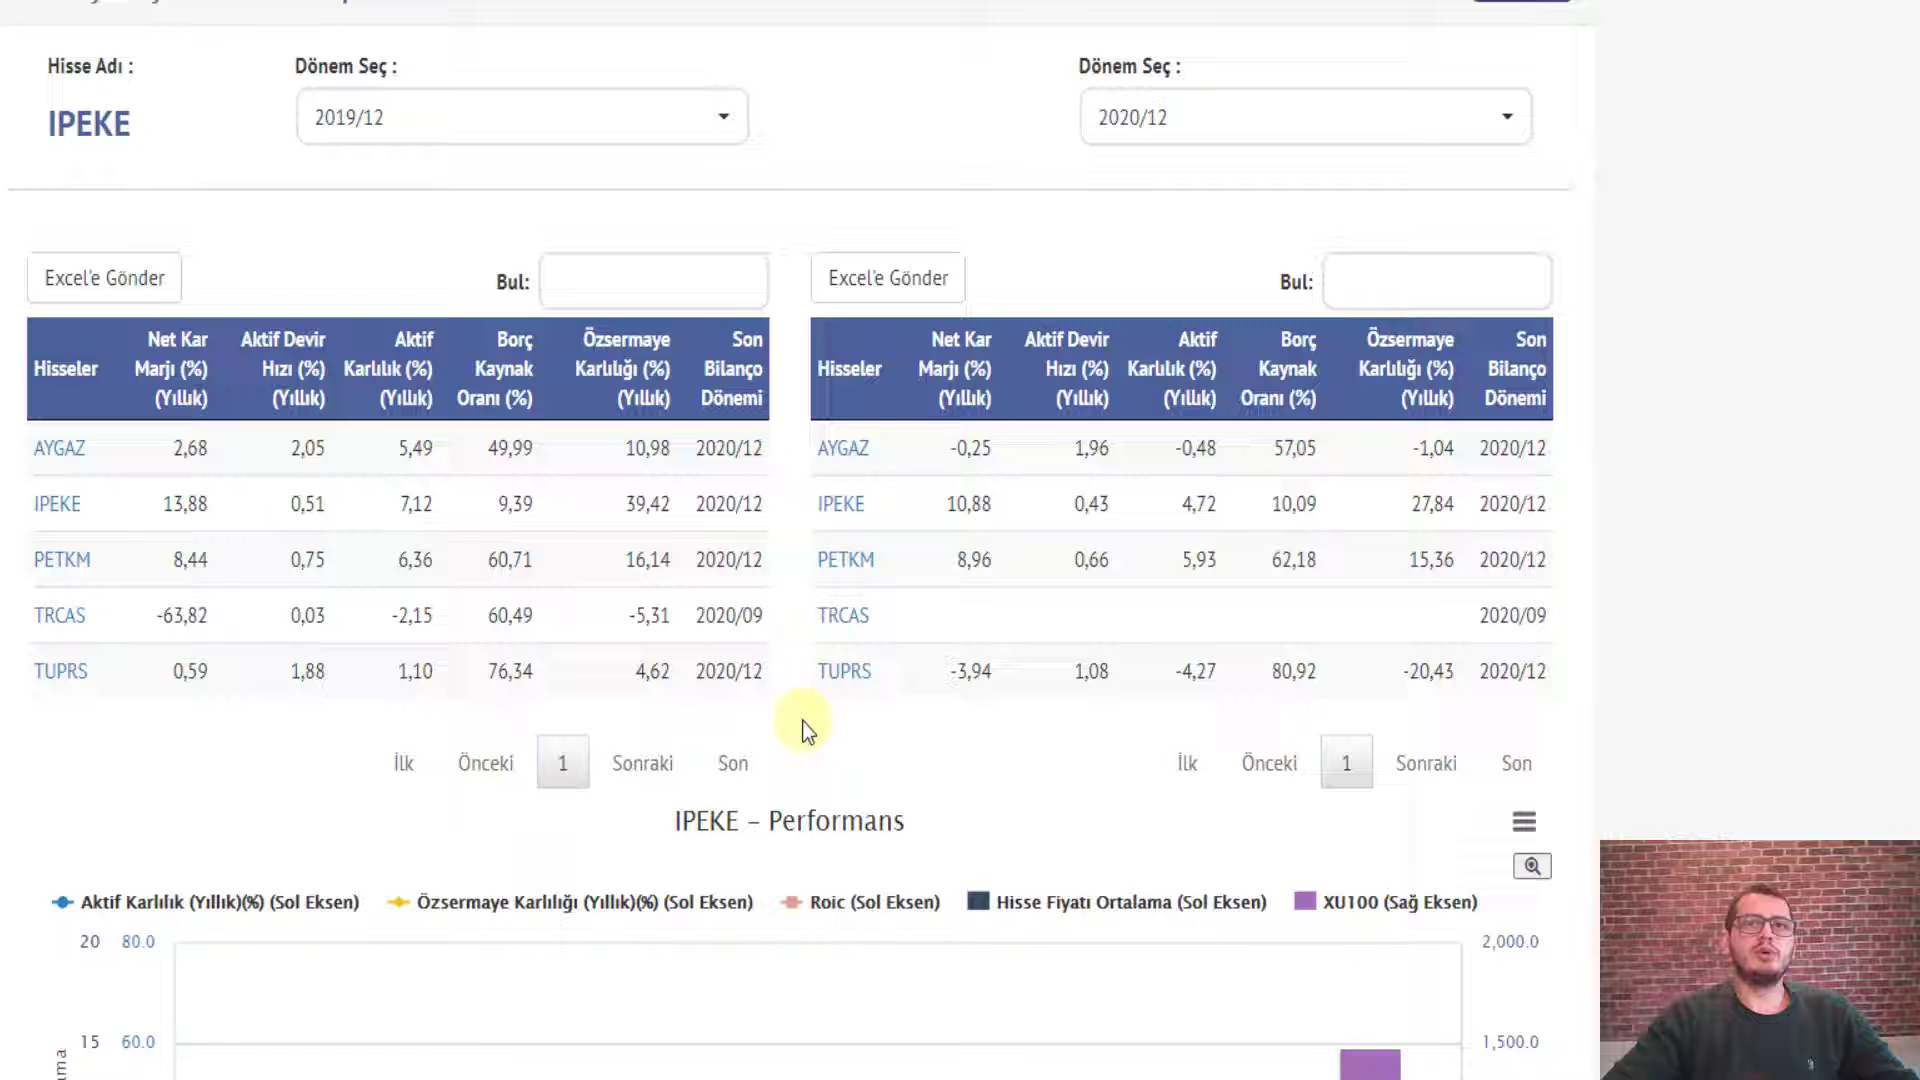 Hisse Adı :
Dönem Seç :
Dönem Seç :
IPEKE
2019/12
2020/12
Excel'e Gönder
Bul:
Excel'e Gönder
Bul:
Hisseler Net Kar Marjı (%) (Yıllık) Aktif Devir Hızı (%) (Yıllık) Aktif Karlılık (%) (Yıllık) Borç Kaynak Oranı (%) Özsermaye Karlılığı (%) (Yıllık) Son Bilanço Dönemi
AYGAZ 2,68 2,05 5,49 49,99 10,98 2020/12
IPEKE 13,88 0,51 7,12 9,39 39,42 2020/12
PETKM 8,44 0,75 6,36 60,71 16,14 2020/12
TRCAS -63,82 0,03 -2,15 60,49 -5,31 2020/09
TUPRS 0,59 1,88 1,10 76,34 4,62 2020/12
İlk Önceki 1 Sonraki Son
Hisseler Net Kar Marjı (%) (Yıllık) Aktif Devir Hızı (%) (Yıllık) Aktif Karlılık (%) (Yıllık) Borç Kaynak Oranı (%) Özsermaye Karlılığı (%) (Yıllık) Son Bilanço Dönemi
AYGAZ -0,25 1,96 -0,48 57,05 -1,04 2020/12
IPEKE 10,88 0,43 4,72 10,09 27,84 2020/12
PETKM 8,96 0,66 5,93 62,18 15,36 2020/12
TRCAS 2020/09
TUPRS -3,94 1,08 -4,27 80,92 -20,43 2020/12
İlk Önceki 1 Sonraki Son
IPEKE – Performans
Aktif Karlılık (Yıllık)(%) (Sol Eksen) Özsermaye Karlılığı (Yıllık)(%) (Sol Eksen) Roic (Sol Eksen) Hisse Fiyatı Ortalama (Sol Eksen) XU100 (Sağ Eksen)
20 80.0 2,000.0
15 60.0 1,500.0